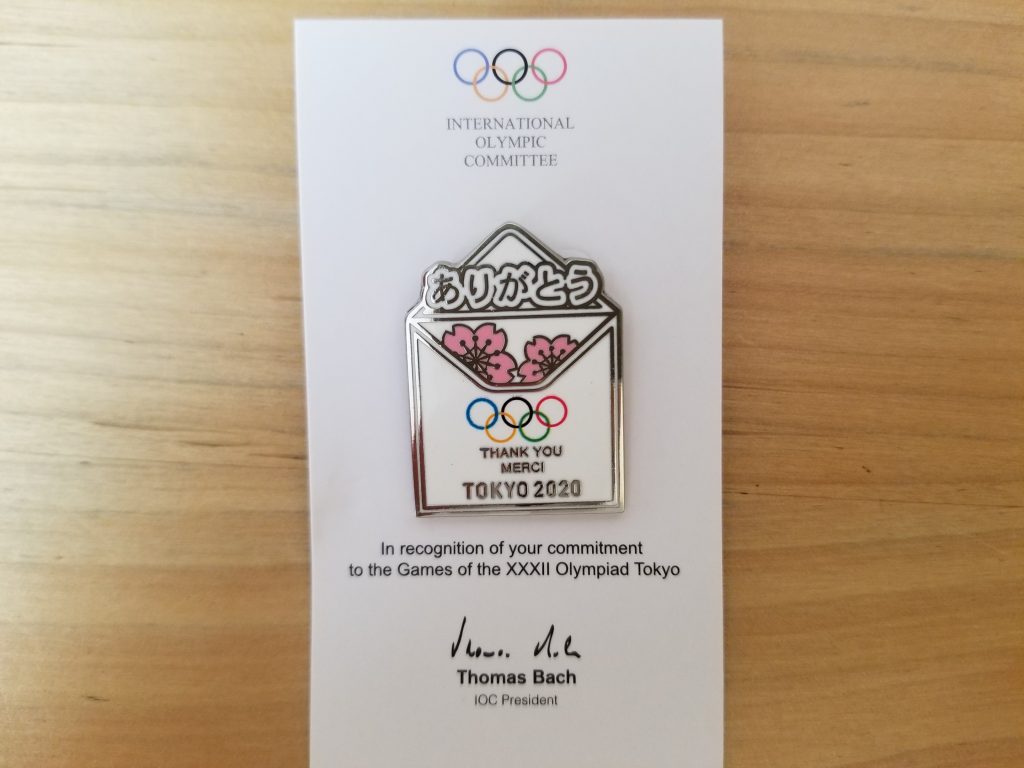 INTERNATIONAL
OLYMPIC
COMMITTEE
ありがとう
THANK YOU
MERCI
TOKYO 2020
In recognition of your commitment
to the Games of the XXXII Olympiad Tokyo
Thomas Bach
IOC President